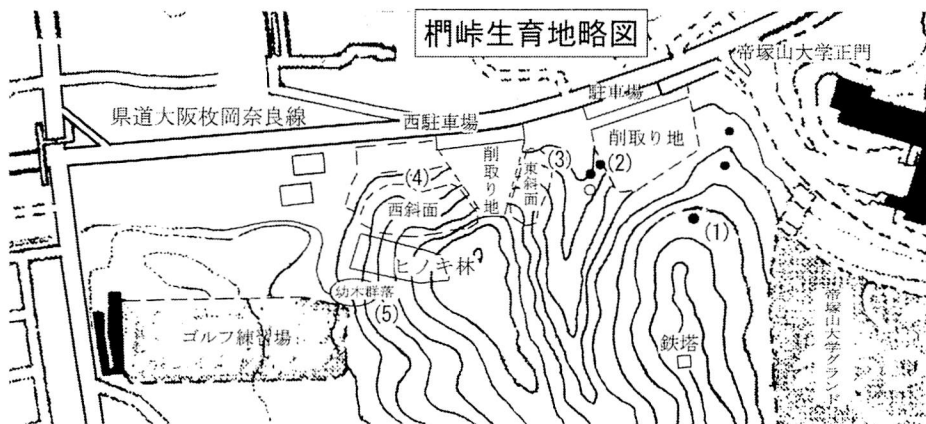 椚峠生育地略図
帝塚山大学正門
駐車場
県道大阪枚岡奈良線
西駐車場
削取り地
削取り地
東斜面
(3)
(2)
(4)
西斜面
(1)
ヒノキ林
幼木群落
(5)
ゴルフ練習場
鉄塔
帝塚山大学グランド